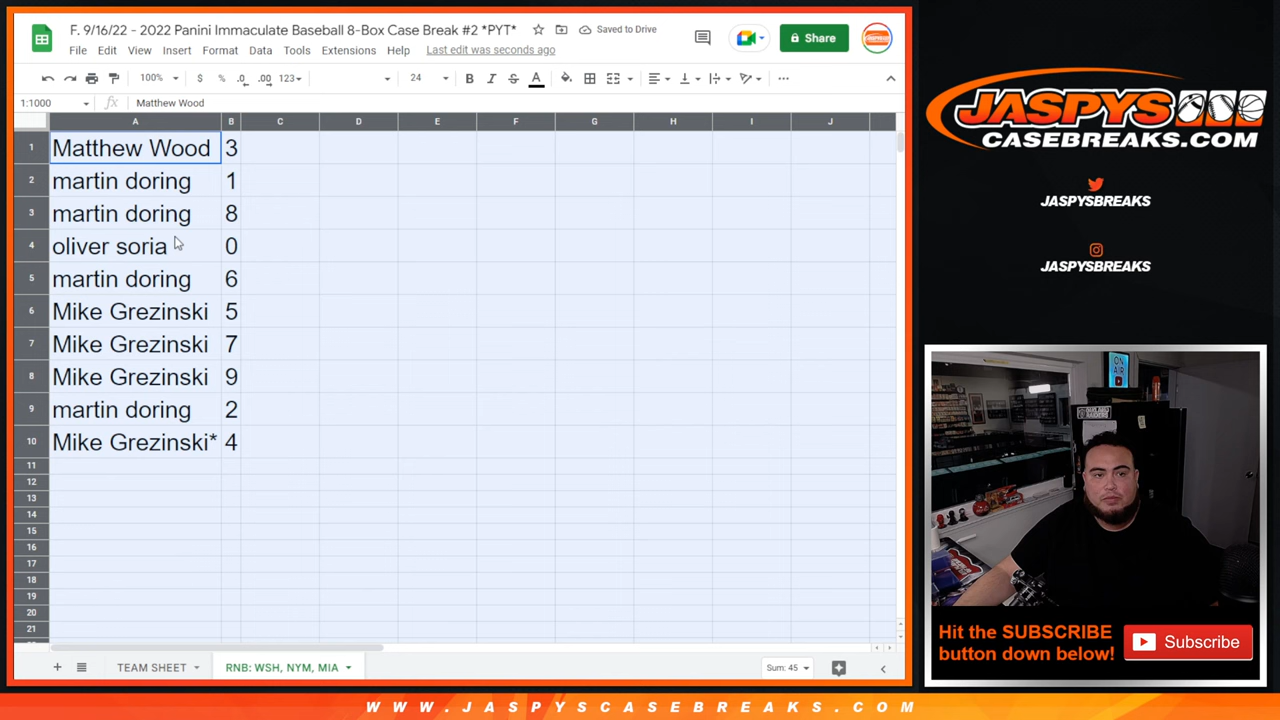 F. 9/16/22 - 2022 Panini Immaculate Baseball 8-Box Case Break #2 *PYT*
Saved to Drive
Share
File Edit View Insert Format Data Tools Extensions Help Last edit was seconds ago
100% $ % .0 .00 123 24 B I S A
1:1000 fx Matthew Wood
A B C D E F G H I J
1 Matthew Wood 3
2 martin doring 1
3 martin doring 8
4 oliver soria 0
5 martin doring 6
6 Mike Grezinski 5
7 Mike Grezinski 7
8 Mike Grezinski 9
9 martin doring 2
10 Mike Grezinski* 4
11
12
13
14
15
16
17
18
19
20
21
TEAM SHEET RNB: WSH, NYM, MIA Sum: 45
JASPYS
CASEBREAKS.COM
JASPYSBREAKS
JASPYSBREAKS
ON
AIR
Hit the SUBSCRIBE
button down below!
Subscribe
WWW.JASPYSCASEBREAKS.COM